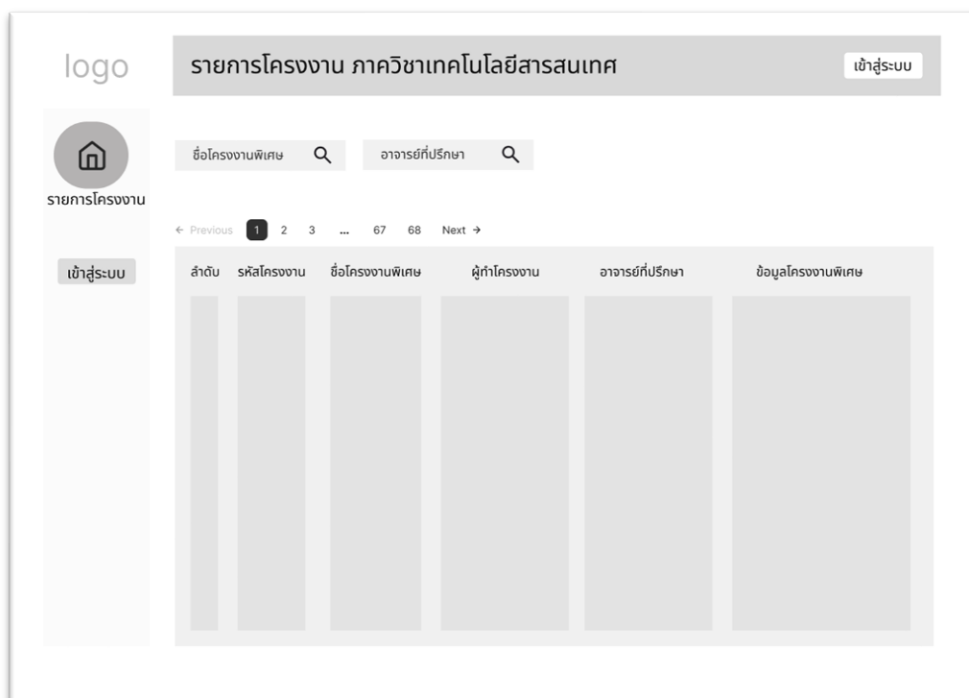 logo
รายการโครงงาน ภาควิชาเทคโนโลยีสารสนเทศ
เข้าสู่ระบบ
รายการโครงงาน
เข้าสู่ระบบ
ชื่อโครงงานพิเศษ
อาจารย์ที่ปรึกษา
← Previous 1 2 3 ... 67 68 Next →
ลำดับ รหัสโครงงาน ชื่อโครงงานพิเศษ ผู้ทำโครงงาน อาจารย์ที่ปรึกษา ข้อมูลโครงงานพิเศษ